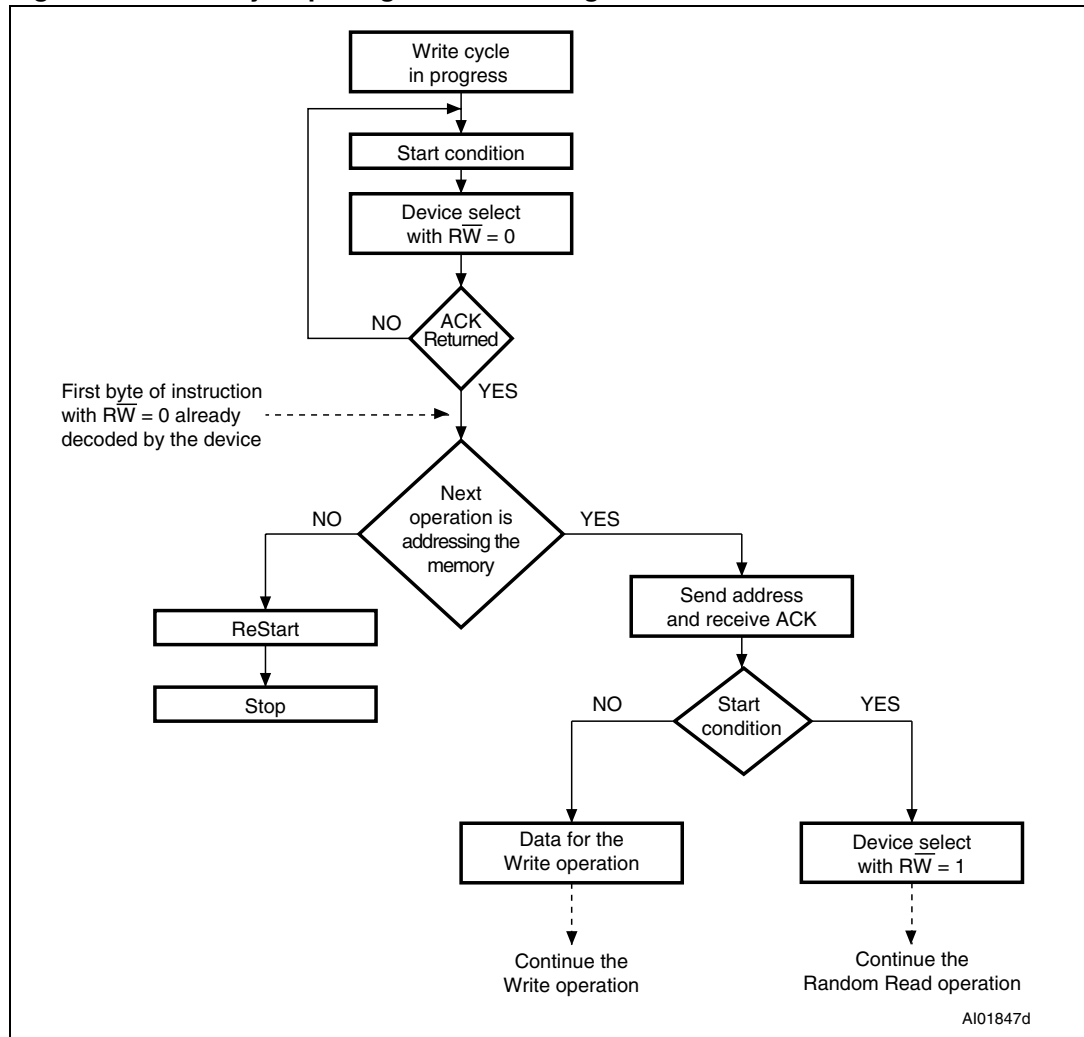 Write cycle
in progress
Start condition
Device select
with RW̅ = 0
ACK
Returned
NO
YES
First byte of instruction
with RW̅ = 0 already
decoded by the device
Next
operation is
addressing the
memory
NO
YES
Send address
and receive ACK
ReStart
Stop
Start
condition
NO
YES
Data for the
Write operation
Device select
with RW̅ = 1
Continue the
Write operation
Continue the
Random Read operation
AI01847d